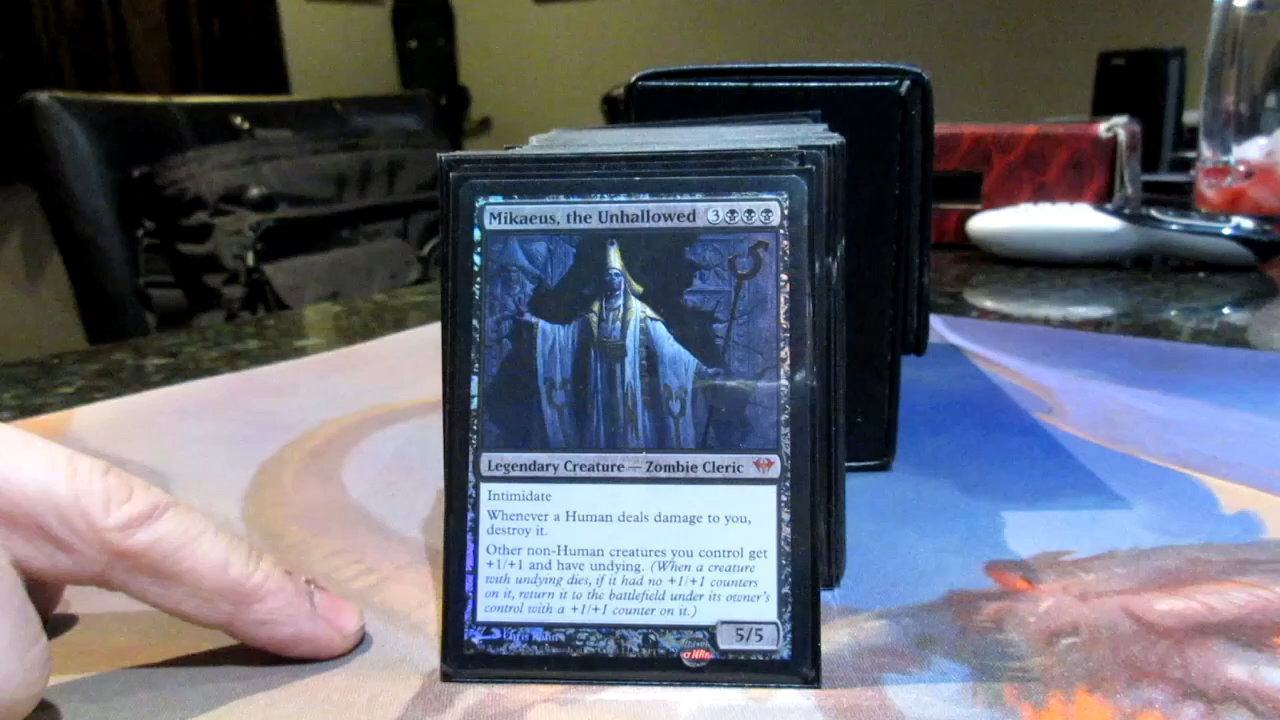 Mikaeus, the Unhallowed 3
Legendary Creature — Zombie Cleric
Intimidate
Whenever a Human deals damage to you,
destroy it.
Other non-Human creatures you control get
+1/+1 and have undying. (When a creature
with undying dies, if it had no +1/+1 counters
on it, return it to the battlefield under its owner's
control with a +1/+1 counter on it.)
5/5
Chris Rahn